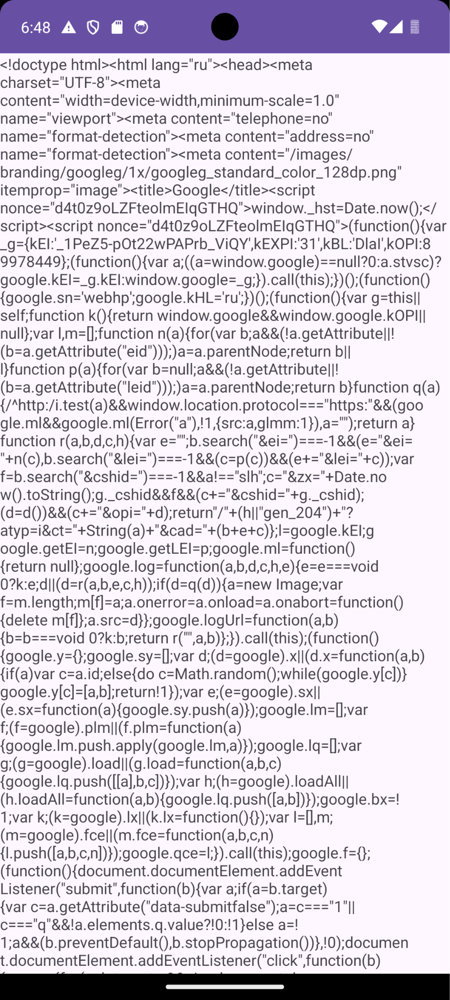 6:48
<!doctype html><html lang="ru"><head><meta
charset="UTF-8"><meta
content="width=device-width,minimum-scale=1.0"
name="viewport"><meta content="telephone=no"
name="format-detection"><meta content="address=no"
name="format-detection"><meta content="/images/
branding/googleg/1x/googleg_standard_color_128dp.png"
itemprop="image"><title>Google</title><script
nonce="d4t0z9oLZFteolmEIqGTHQ">window._hst=Date.now();</
script><script nonce="d4t0z9oLZFteolmEIqGTHQ">(function(){var
_g={kEI:'_1PeZ5-pOt22wPAPrb_ViQY',kEXPI:'31',kBL:'DlaI',kOPI:8
9978449};(function(){var a;((a=window.google)==null?0:a.stvsc)?
google.kEI=_g.kEI:window.google=_g;}).call(this);})();(function()
{google.sn='webhp';google.kHL='ru';})();(function(){var g=this||
self;function k(){return window.google&&window.google.kOPI||
null};var l,m=[];function n(a){for(var b;a&&(!a.getAttribute||!
(b=a.getAttribute("eid")));)a=a.parentNode;return b||
l}function p(a){for(var b=null;a&&(!a.getAttribute||!
(b=a.getAttribute("leid")));)a=a.parentNode;return b}function q(a)
{/^http:/i.test(a)&&window.location.protocol==="https:"&&(goo
gle.ml&&google.ml(Error("a"),!1,{src:a,glmm:1}),a="");return a}
function r(a,b,d,c,h){var e="";b.search("&ei=")===-1&&(e="&ei=
"+n(c),b.search("&lei=")===-1&&(c=p(c))&&(e+="&lei="+c));var
f=b.search("&cshid=")===-1&&a!=="slh";c="&zx="+Date.no
w().toString();g._cshid&&f&&(c+="&cshid="+g._cshid);
(d=d())&&(c+="&opi="+d);return"/"+(h||"gen_204")+"?
atyp=i&ct="+String(a)+"&cad="+(b+e+c)};l=google.kEI;g
oogle.getEI=n;google.getLEI=p;google.ml=function()
{return null};google.log=function(a,b,d,c,h,e){e=e===void
0?k:e;d||(d=r(a,b,e,c,h));if(d=q(d)){a=new Image;var
f=m.length;m[f]=a;a.onerror=a.onload=a.onabort=function()
{delete m[f]};a.src=d}};google.logUrl=function(a,b)
{b=b===void 0?k:b;return r("",a,b)};}).call(this);(function()
{google.y={};google.sy=[];var d;(d=google).x||(d.x=function(a,b)
{if(a)var c=a.id;else{do c=Math.random();while(google.y[c])}
google.y[c]=[a,b];return!1});var e;(e=google).sx||
(e.sx=function(a){google.sy.push(a)});google.lm=[];var
f;(f=google).plm||(f.plm=function(a)
{google.lm.push.apply(google.lm,a)});google.lq=[];var
g;(g=google).load||(g.load=function(a,b,c)
{google.lq.push([[a],b,c])});var h;(h=google).loadAll||
(h.loadAll=function(a,b){google.lq.push([a,b])});google.bx=!
1;var k;(k=google).lx||(k.lx=function(){});var l=[],m;
(m=google).fce||(m.fce=function(a,b,c,n)
{l.push([a,b,c,n])});google.qce=l;}).call(this);google.f={};
(function(){document.documentElement.addEvent
Listener("submit",function(b){var a;if(a=b.target)
{var c=a.getAttribute("data-submitfalse");a=c==="1"||
c==="q"&&!a.elements.q.value?!0:!1}else a=!
1;a&&(b.preventDefault(),b.stopPropagation())},!0);documen
t.documentElement.addEventListener("click",function(b)